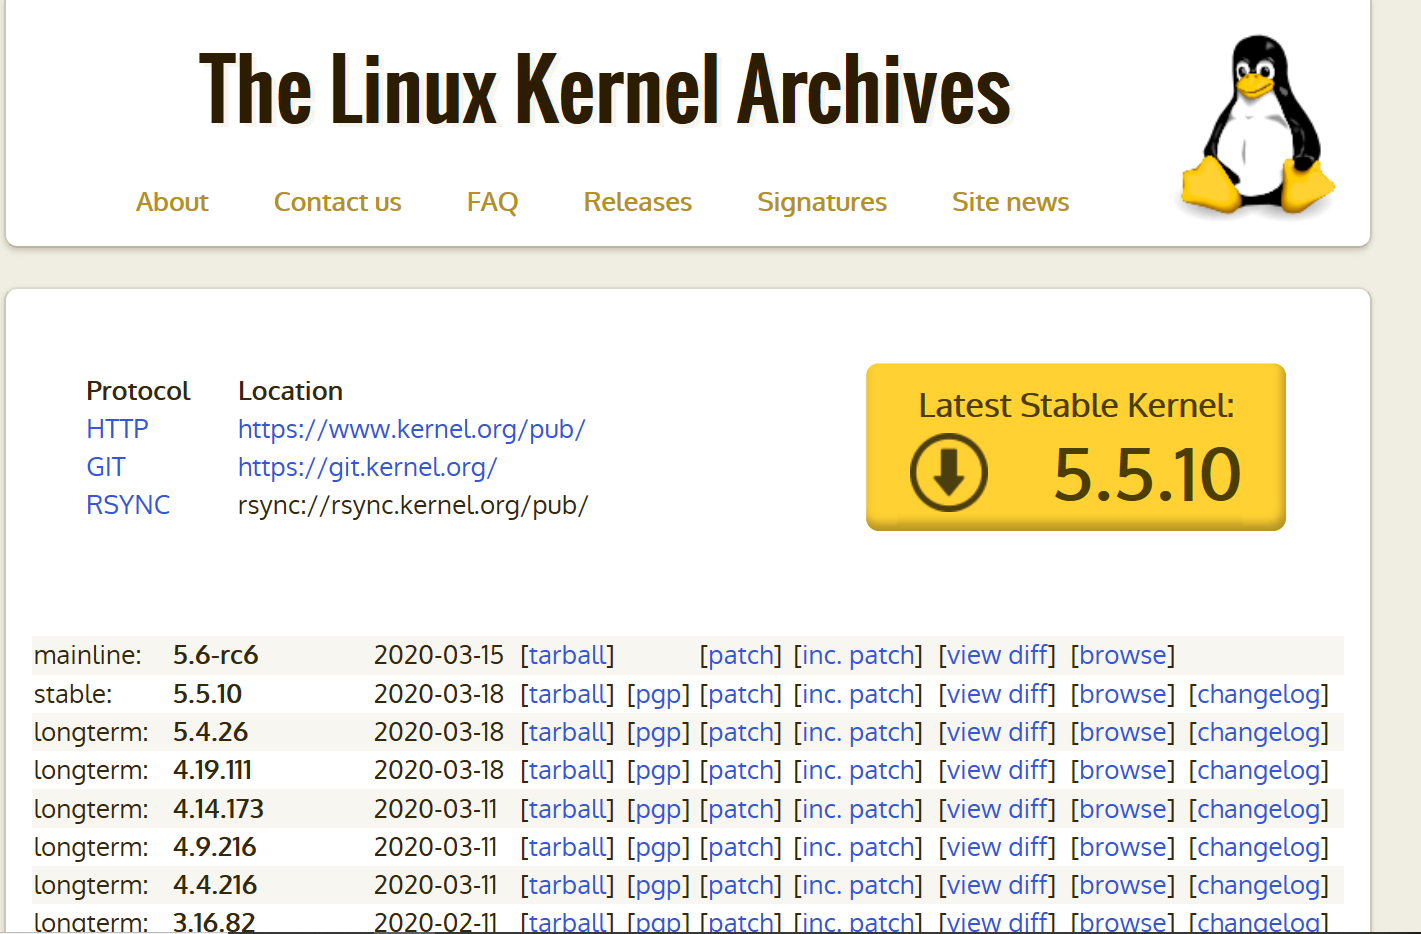 The Linux Kernel Archives
About Contact us FAQ Releases Signatures Site news
Protocol Location
HTTP https://www.kernel.org/pub/
GIT https://git.kernel.org/
RSYNC rsync://rsync.kernel.org/pub/
Latest Stable Kernel:
5.5.10
mainline: 5.6-rc6 2020-03-15 [tarball] [patch] [inc. patch] [view diff] [browse]
stable: 5.5.10 2020-03-18 [tarball] [pgp] [patch] [inc. patch] [view diff] [browse] [changelog]
longterm: 5.4.26 2020-03-18 [tarball] [pgp] [patch] [inc. patch] [view diff] [browse] [changelog]
longterm: 4.19.111 2020-03-18 [tarball] [pgp] [patch] [inc. patch] [view diff] [browse] [changelog]
longterm: 4.14.173 2020-03-11 [tarball] [pgp] [patch] [inc. patch] [view diff] [browse] [changelog]
longterm: 4.9.216 2020-03-11 [tarball] [pgp] [patch] [inc. patch] [view diff] [browse] [changelog]
longterm: 4.4.216 2020-03-11 [tarball] [pgp] [patch] [inc. patch] [view diff] [browse] [changelog]
longterm: 3.16.82 2020-02-11 [tarball] [pgp] [patch] [inc. patch] [view diff] [browse] [changelog]